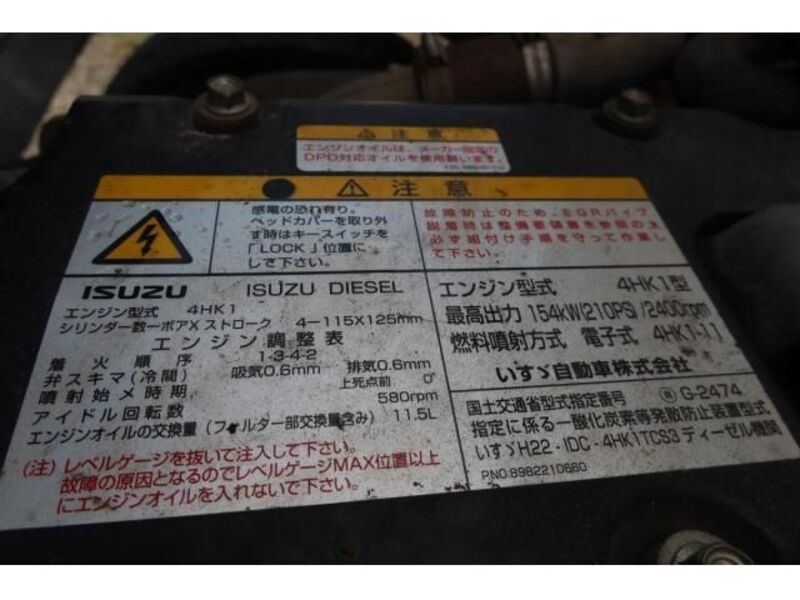 注意
エンジンオイルは、メーカー指定の
DPD対応オイルを使用願います。
注意
感電の恐れ有り。
ヘッドカバーを取り外
す時はキースイッチを
「LOCK」位置に
して下さい。
故障防止のため、EGRパイプ
脱着時は整備要領書を参照の上
必ず組付け手順を守って作業し
て下さい。
ISUZU ISUZU DIESEL
エンジン型式 4HK1
シリンダー数ーボアXストローク 4-115X125mm
エンジン調整表
着火順序 1-3-4-2
弁スキマ(冷間) 吸気0.6mm 排気0.6mm
噴射始メ時期 上死点前 0°
アイドル回転数 580rpm
エンジンオイルの交換量(フィルター部交換量含み) 11.5L
(注)レベルゲージを抜いて注入して下さい。
故障の原因となるのでレベルゲージMAX位置以上
にエンジンオイルを入れないで下さい。
エンジン型式 4HK1型
最高出力 154kW(210PS)/2400rpm
燃料噴射方式 電子式 4HK1-11
いすゞ自動車株式会社
国土交通省型式指定番号 ⓐ G-2474
指定に係る一酸化炭素等発散防止装置型式
いすゞH22・IDC・4HK1TCS3 ディーゼル機関
P.NO.8982210680